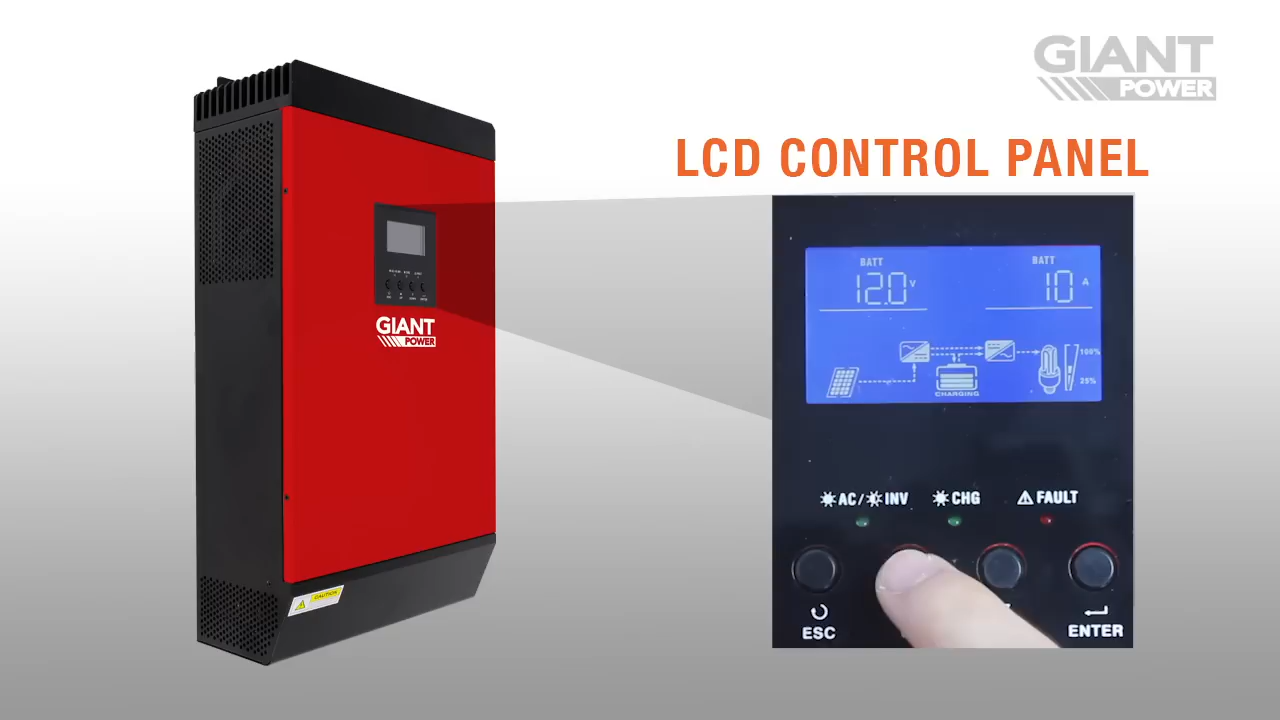 GIANT
POWER
LCD CONTROL PANEL
BATT
12.0V
BATT
10 A
100%
25%
CHARGING
AC/ INV
CHG
FAULT
ESC
ENTER
GIANT
POWER
CAUTION